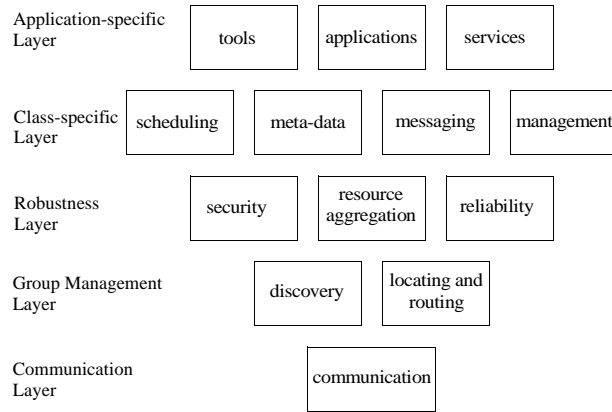 Application-specific
Layer
tools
applications
services
Class-specific
Layer
scheduling
meta-data
messaging
management
Robustness
Layer
security
resource
aggregation
reliability
Group Management
Layer
discovery
locating and
routing
Communication
Layer
communication